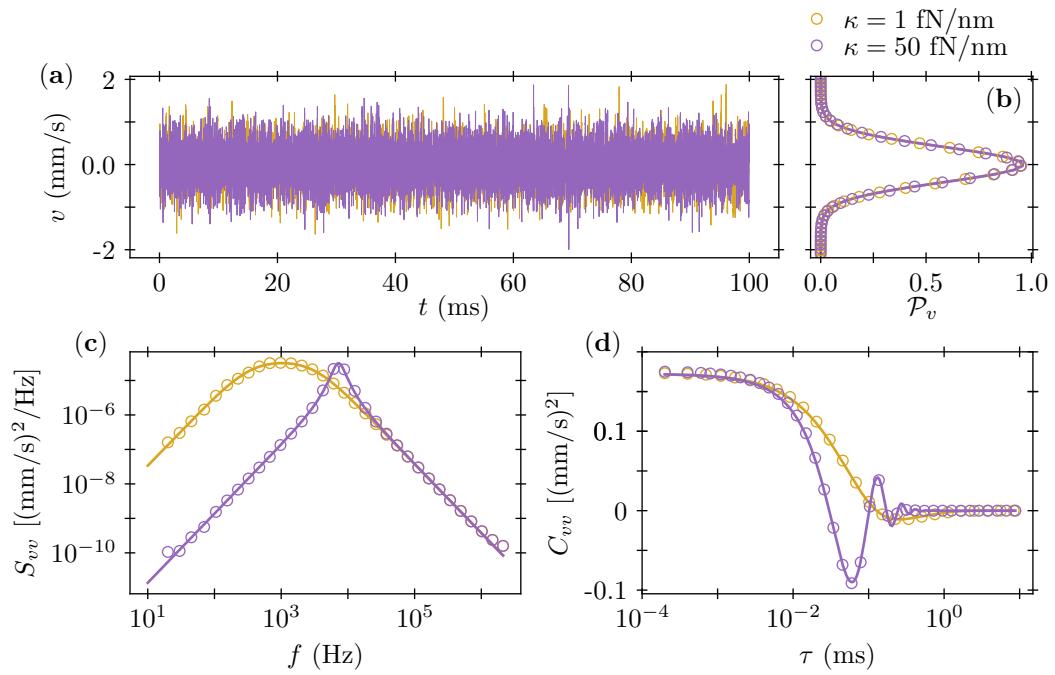 κ = 1 fN/nm
κ = 50 fN/nm
(a)
2
0.0
-2
v (mm/s)
0
20
40
60
80
100
t (ms)
(b)
0.0
0.5
1.0
𝒫ᵥ
(c)
10⁻⁶
10⁻⁸
10⁻¹⁰
S_vv [(mm/s)²/Hz]
10¹
10³
10⁵
f (Hz)
(d)
0.1
0
-0.1
C_vv [(mm/s)²]
10⁻⁴
10⁻²
10⁰
τ (ms)